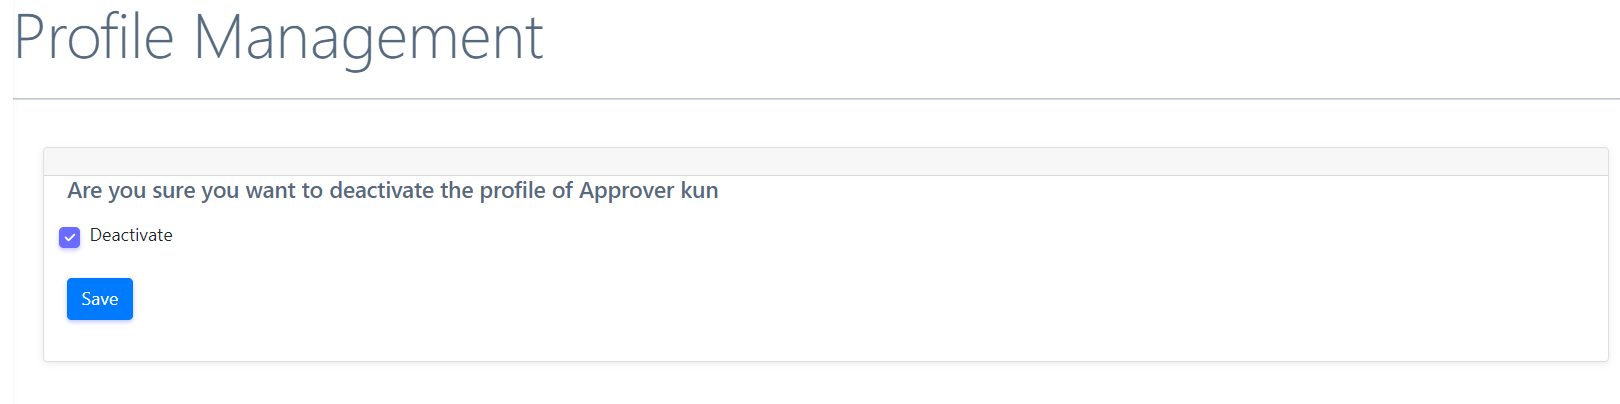 Profile Management
Are you sure you want to deactivate the profile of Approver kun
Deactivate
Save